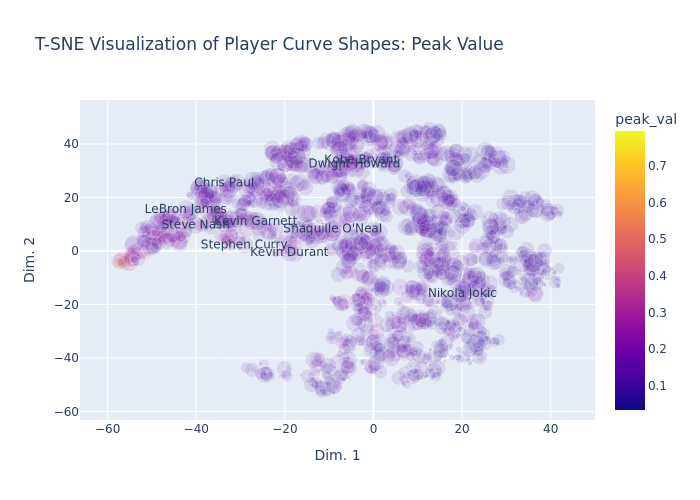 T-SNE Visualization of Player Curve Shapes: Peak Value
peak_val
40
20
0
−20
−40
−60
Dim. 2
Kobe Bryant
Dwight Howard
Chris Paul
LeBron James
Kevin Garnett
Steve Nash
Shaquille O'Neal
Stephen Curry
Kevin Durant
Nikola Jokic
0.7
0.6
0.5
0.4
0.3
0.2
0.1
−60
−40
−20
0
20
40
Dim. 1